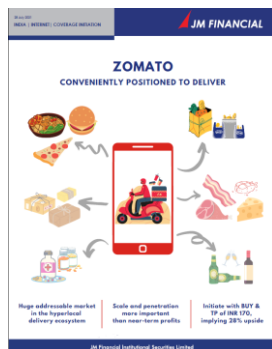 INDIA | INTERNET | COVERAGE INITIATION
JM FINANCIAL
ZOMATO
CONVENIENTLY POSITIONED TO DELIVER
Huge addressable market
in the hyperlocal
delivery ecosystem
Scale and penetration
more important
than near-term profits
Initiate with BUY &
TP of INR 170,
implying 28% upside
JM Financial Institutional Securities Limited